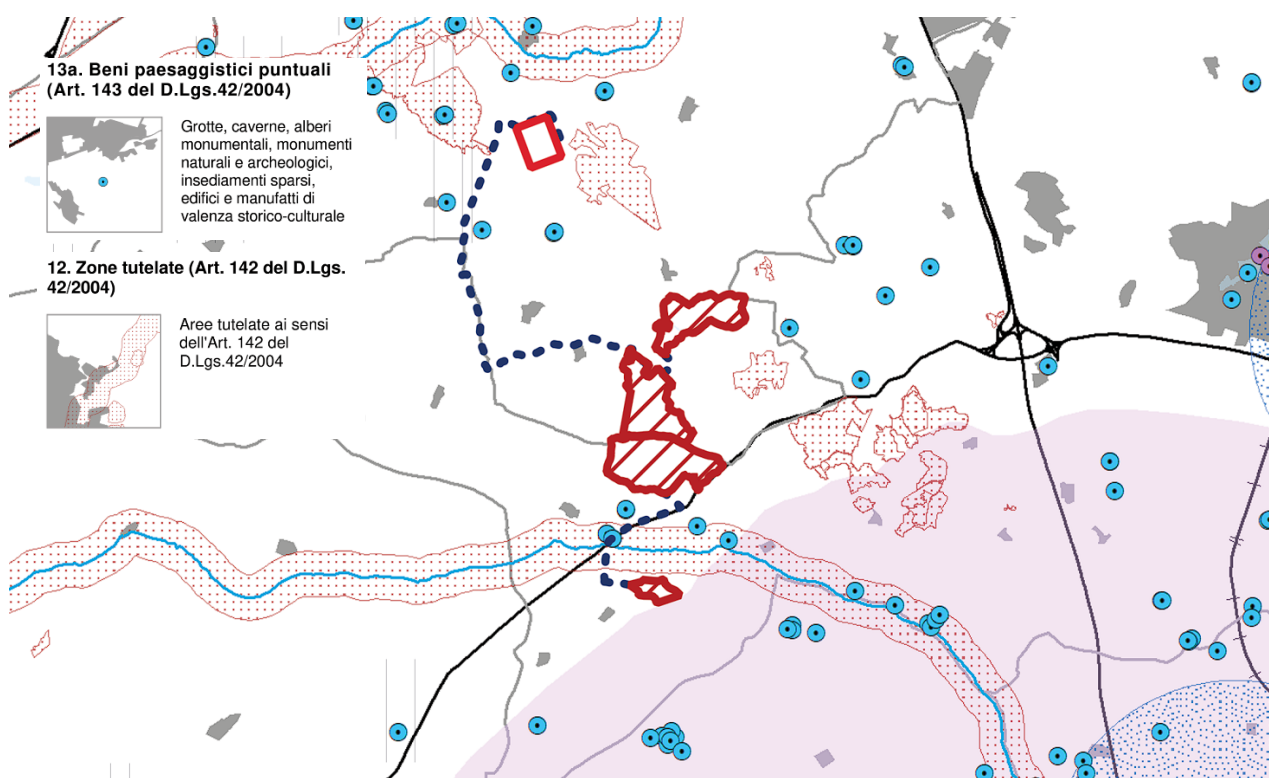 13a. Beni paesaggistici puntuali
(Art. 143 del D.Lgs.42/2004)
Grotte, caverne, alberi
monumentali, monumenti
naturali e archeologici,
insediamenti sparsi,
edifici e manufatti di
valenza storico-culturale
12. Zone tutelate (Art. 142 del D.Lgs.
42/2004)
Aree tutelate ai sensi
dell'Art. 142 del
D.Lgs.42/2004